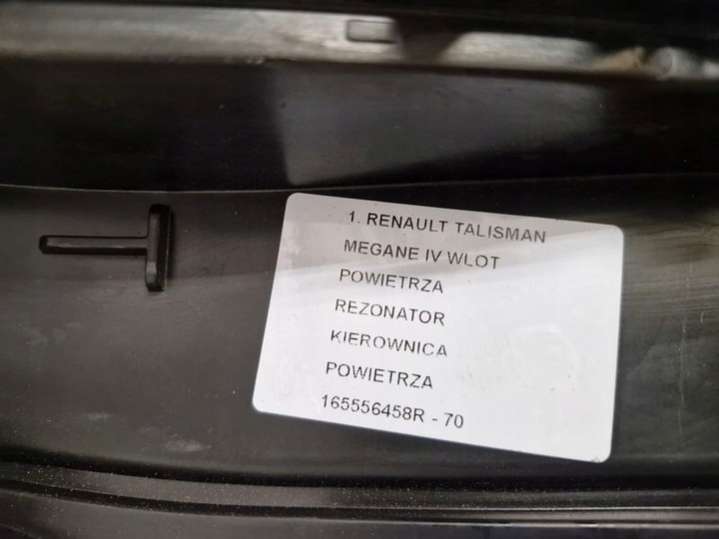 1. RENAULT TALISMAN
MEGANE IV WLOT
POWIETRZA
REZONATOR
KIEROWNICA
POWIETRZA
165556458R - 70